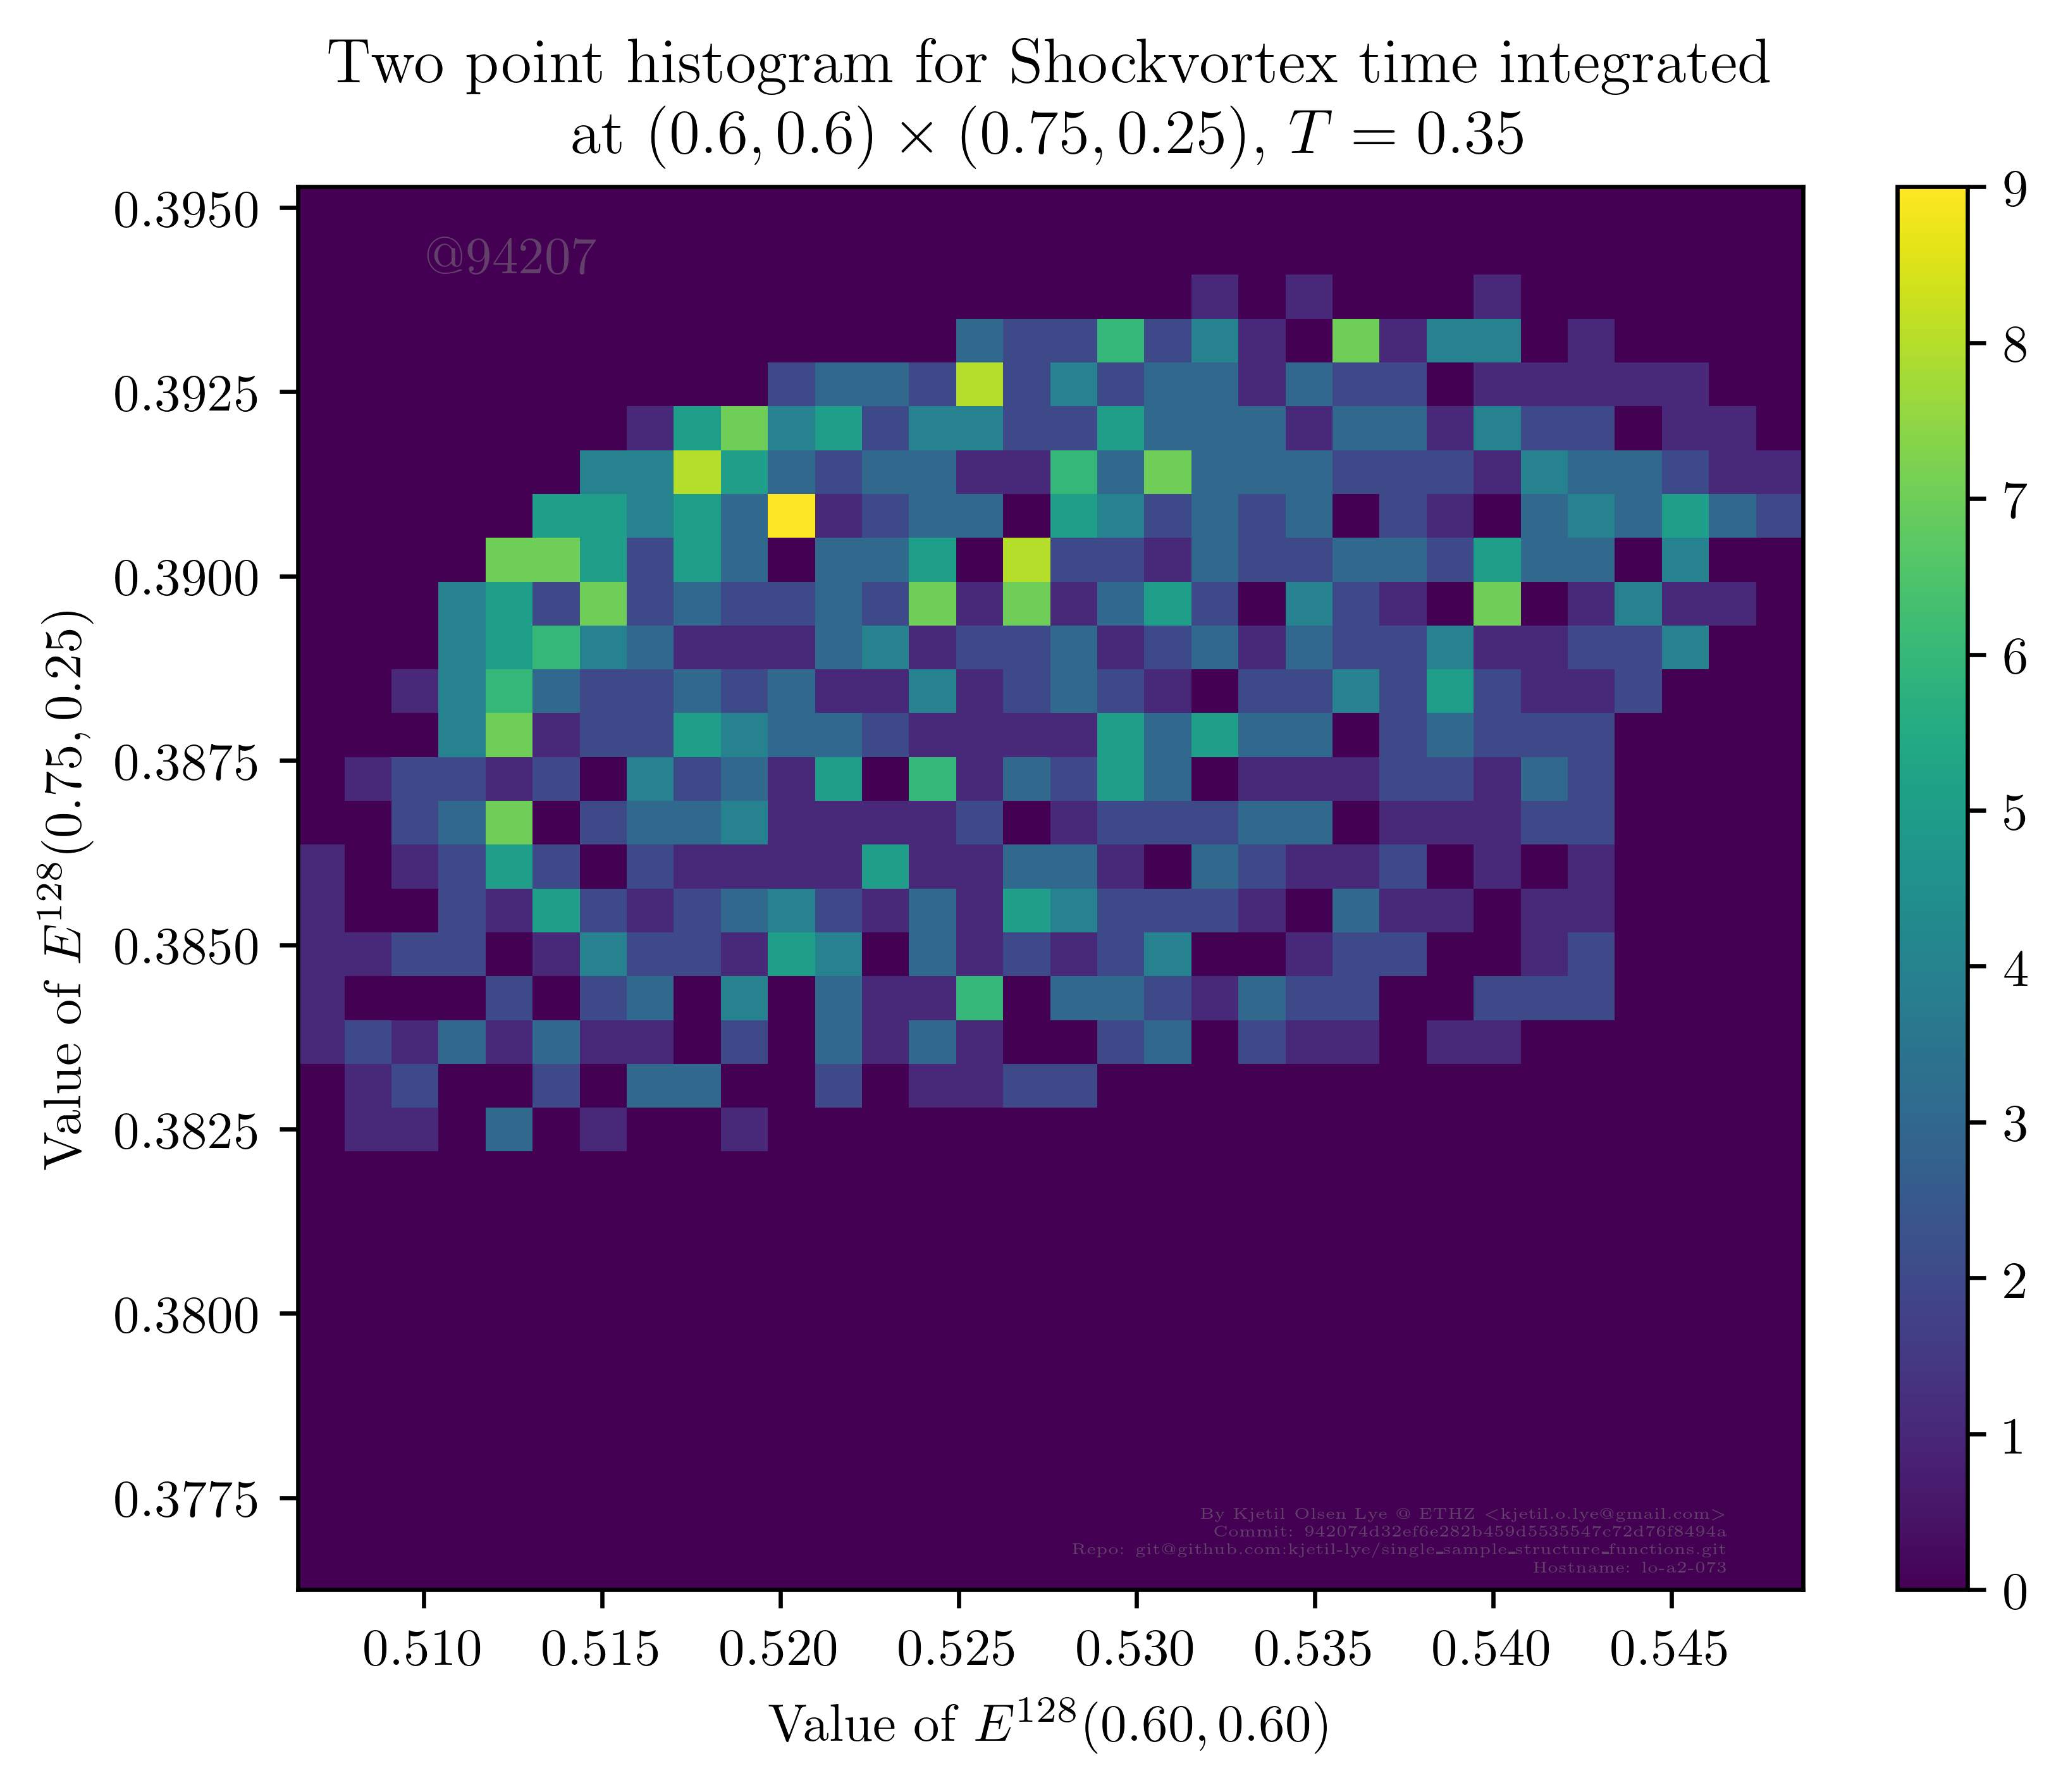 Two point histogram for Shockvortex time integrated
at (0.6, 0.6) × (0.75, 0.25), T = 0.35
@94207
0.3950
0.3925
0.3900
0.3875
0.3850
0.3825
0.3800
0.3775
Value of E^128(0.75, 0.25)
0.510 0.515 0.520 0.525 0.530 0.535 0.540 0.545
Value of E^128(0.60, 0.60)
9
8
7
6
5
4
3
2
1
0
By Kjetil Olsen Lye @ ETHZ <kjetil.o.lye@gmail.com>
Commit: 942074d32ef6e282b459d5535547c72d76f8494a
Repo: git@github.com:kjetil-lye/single_sample_structure_functions.git
Hostname: lo-a2-073